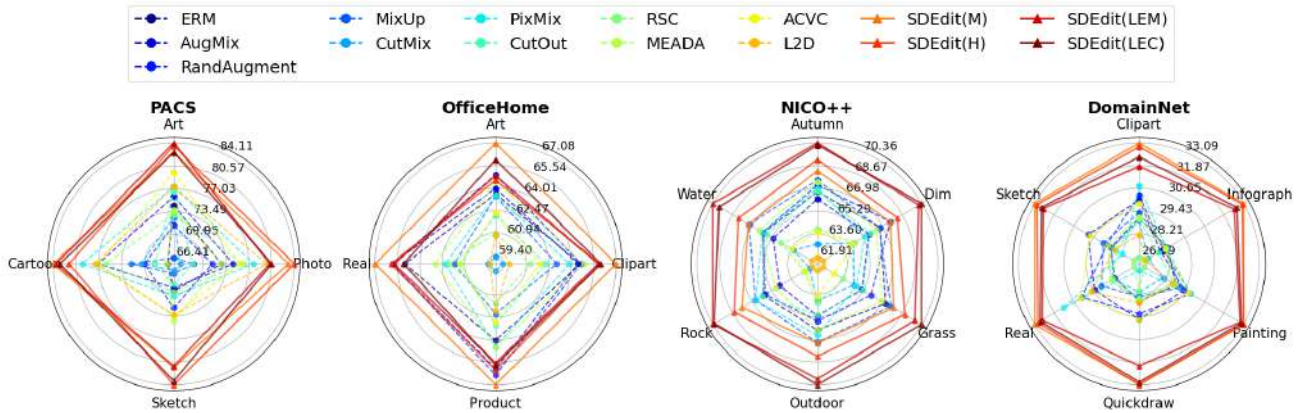 ERM MixUp PixMix RSC ACVC SDEdit(M) SDEdit(LEM)
AugMix CutMix CutOut MEADA L2D SDEdit(H) SDEdit(LEC)
RandAugment
PACS OfficeHome NICO++ DomainNet
Art Art Autumn Clipart
84.11 67.08 70.36 33.09
80.57 65.54 68.67 31.87
77.03 64.01 66.98 30.65
Water Dim Sketch Infograph
73.49 62.47 65.29 29.43
69.95 60.94 63.60 28.21
66.41 59.40 61.91
Cartoo Photo Real Clipart
Rock Grass Real Painting
Sketch Product Outdoor Quickdraw